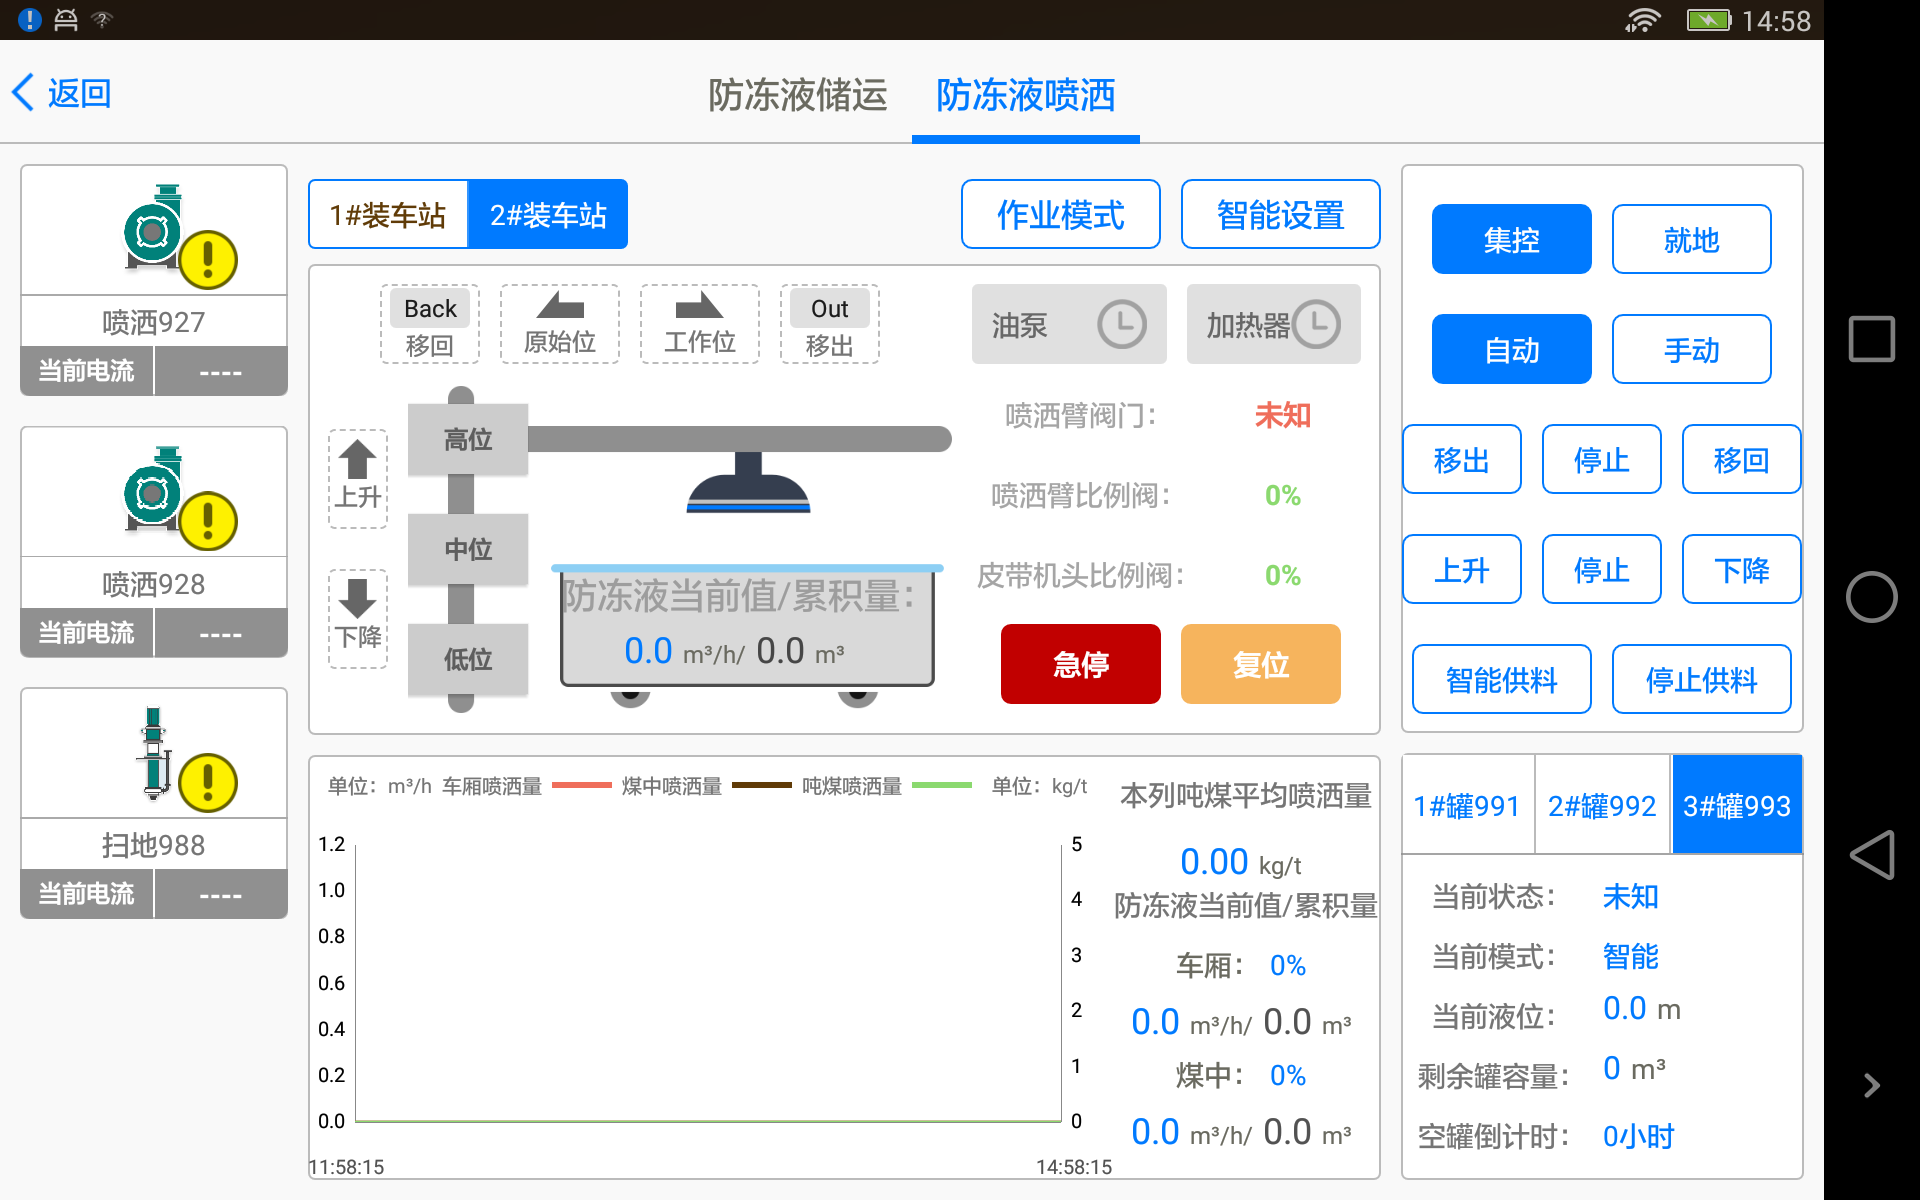 14:58
返回
防冻液储运 防冻液喷洒
喷洒927
当前电流 ----
喷洒928
当前电流 ----
扫地988
当前电流 ----
1#装车站 2#装车站
作业模式 智能设置
Back
移回
原始位
工作位
Out
移出
油泵 加热器
上升
下降
高位
中位
低位
防冻液当前值/累积量：
0.0 m³/h/ 0.0 m³
喷洒臂阀门： 未知
喷洒臂比例阀： 0%
皮带机头比例阀： 0%
急停 复位
单位：m³/h 车厢喷洒量 煤中喷洒量 吨煤喷洒量 单位：kg/t
1.2
1.0
0.8
0.6
0.4
0.2
0.0
5
4
3
2
1
0
11:58:15 14:58:15
本列吨煤平均喷洒量
0.00 kg/t
防冻液当前值/累积量
车厢： 0%
0.0 m³/h/ 0.0 m³
煤中： 0%
0.0 m³/h/ 0.0 m³
集控 就地
自动 手动
移出 停止 移回
上升 停止 下降
智能供料 停止供料
1#罐991 2#罐992 3#罐993
当前状态： 未知
当前模式： 智能
当前液位： 0.0 m
剩余罐容量： 0 m³
空罐倒计时： 0小时